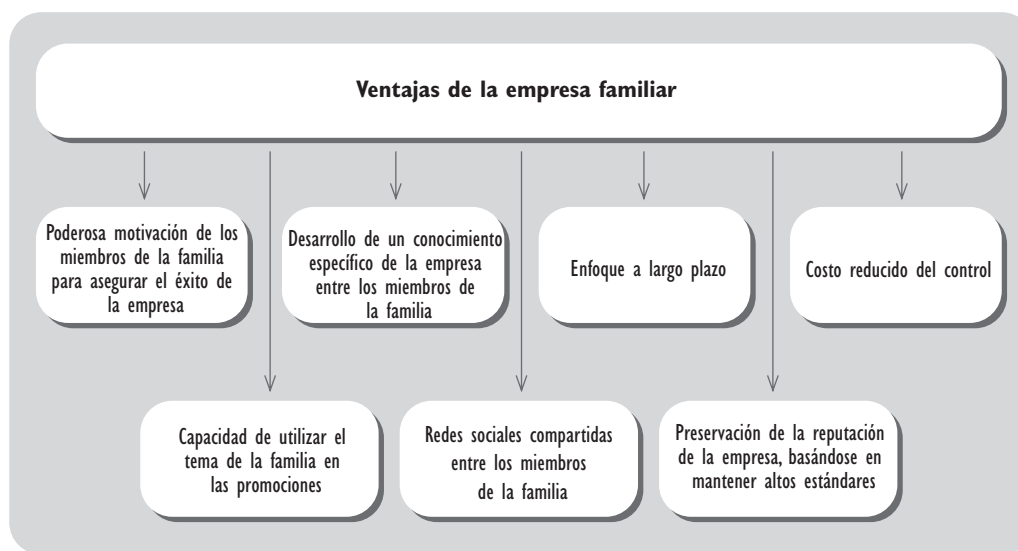 Ventajas de la empresa familiar
Poderosa motivación de los
miembros de la familia
para asegurar el éxito de
la empresa
Desarrollo de un conocimiento
específico de la empresa
entre los miembros de
la familia
Enfoque a largo plazo
Costo reducido del control
Capacidad de utilizar el
tema de la familia en
las promociones
Redes sociales compartidas
entre los miembros
de la familia
Preservación de la reputación
de la empresa, basándose en
mantener altos estándares